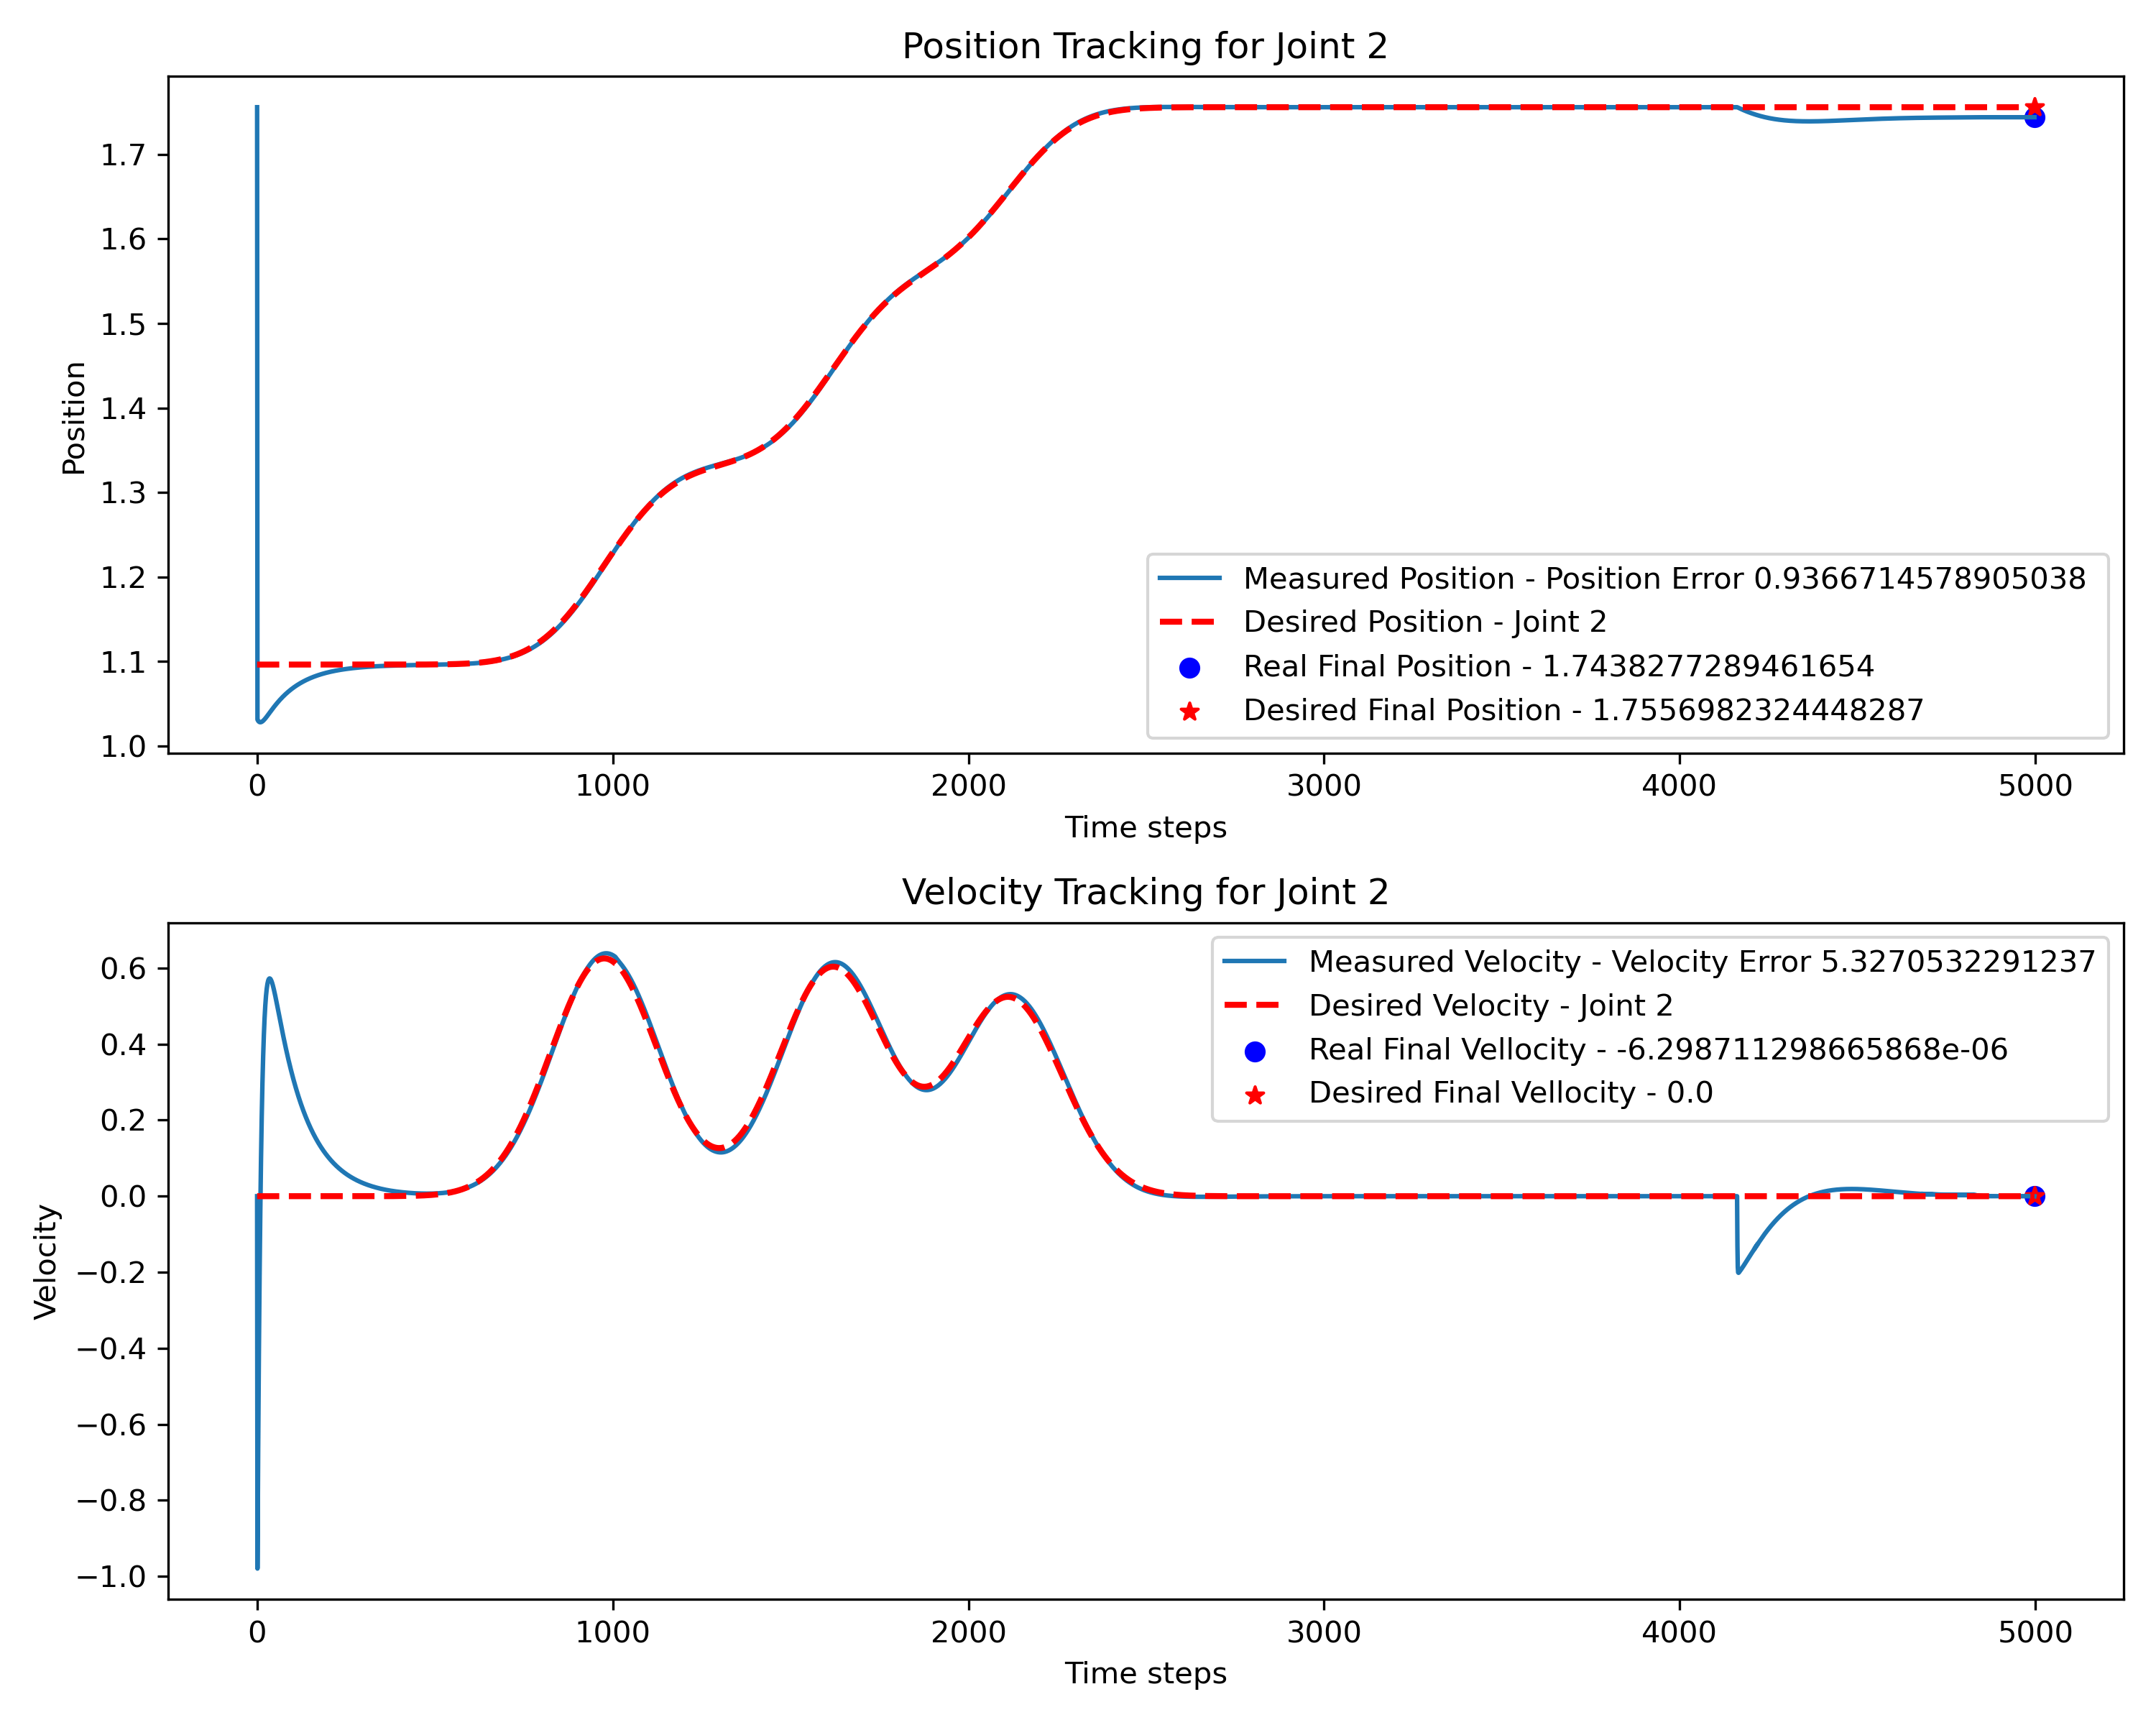 Position Tracking for Joint 2
Position
1.7
1.6
1.5
1.4
1.3
1.2
1.1
1.0
Measured Position - Position Error 0.9366714578905038
Desired Position - Joint 2
Real Final Position - 1.7438277289461654
Desired Final Position - 1.7556982324448287
0 1000 2000 3000 4000 5000
Time steps
Velocity Tracking for Joint 2
Velocity
0.6
0.4
0.2
0.0
−0.2
−0.4
−0.6
−0.8
−1.0
Measured Velocity - Velocity Error 5.3270532291237
Desired Velocity - Joint 2
Real Final Vellocity - -6.298711298665868e-06
Desired Final Vellocity - 0.0
0 1000 2000 3000 4000 5000
Time steps